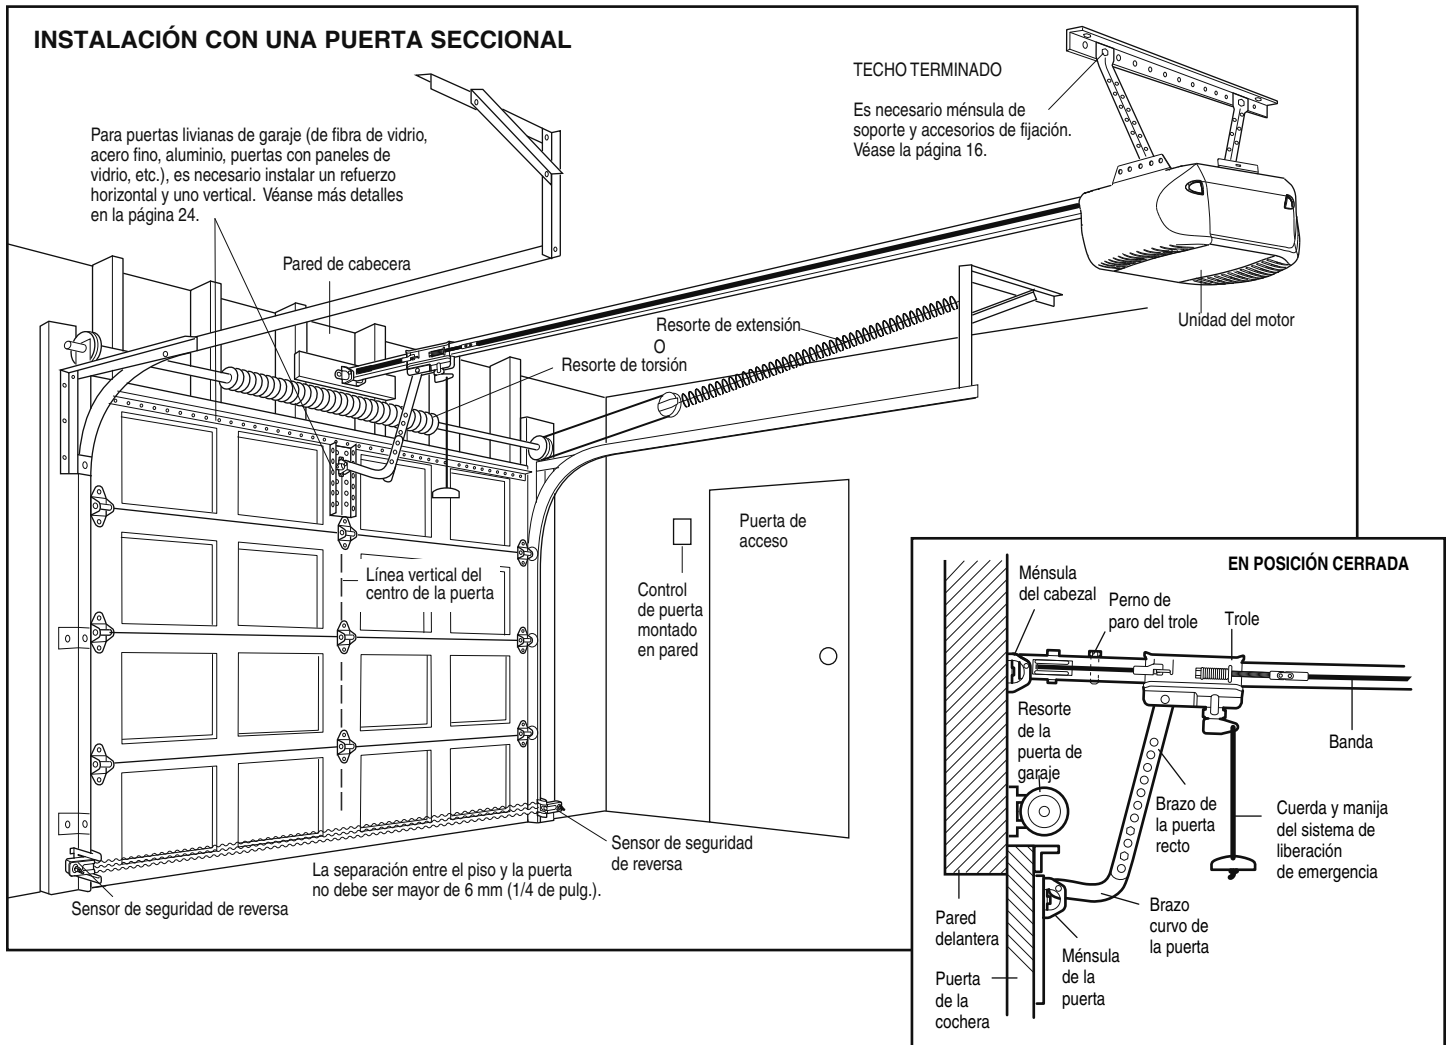 INSTALACIÓN CON UNA PUERTA SECCIONAL
TECHO TERMINADO
Es necesario ménsula de
soporte y accesorios de fijación.
Véase la página 16.
Para puertas livianas de garaje (de fibra de vidrio,
acero fino, aluminio, puertas con paneles de
vidrio, etc.), es necesario instalar un refuerzo
horizontal y uno vertical. Véanse más detalles
en la página 24.
Pared de cabecera
Resorte de extensión
O
Resorte de torsión
Unidad del motor
Puerta de
acceso
Línea vertical del
centro de la puerta
Control
de puerta
montado
en pared
Sensor de seguridad
de reversa
La separación entre el piso y la puerta
no debe ser mayor de 6 mm (1/4 de pulg.).
Sensor de seguridad de reversa
EN POSICIÓN CERRADA
Ménsula
del cabezal
Perno de
paro del trole
Trole
Resorte
de la
puerta de
garaje
Banda
Brazo de
la puerta
recto
Cuerda y manija
del sistema de
liberación
de emergencia
Pared
delantera
Brazo
curvo de
la puerta
Ménsula
de la
puerta
Puerta
de la
cochera